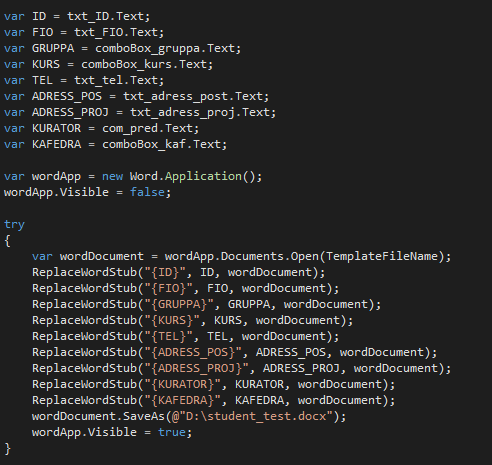 var ID = txt_ID.Text;
var FIO = txt_FIO.Text;
var GRUPPA = comboBox_gruppa.Text;
var KURS = comboBox_kurs.Text;
var TEL = txt_tel.Text;
var ADRESS_POS = txt_adress_post.Text;
var ADRESS_PROJ = txt_adress_proj.Text;
var KURATOR = com_pred.Text;
var KAFEDRA = comboBox_kaf.Text;
var wordApp = new Word.Application();
wordApp.Visible = false;
try
{
var wordDocument = wordApp.Documents.Open(TemplateFileName);
ReplaceWordStub("{ID}", ID, wordDocument);
ReplaceWordStub("{FIO}", FIO, wordDocument);
ReplaceWordStub("{GRUPPA}", GRUPPA, wordDocument);
ReplaceWordStub("{KURS}", KURS, wordDocument);
ReplaceWordStub("{TEL}", TEL, wordDocument);
ReplaceWordStub("{ADRESS_POS}", ADRESS_POS, wordDocument);
ReplaceWordStub("{ADRESS_PROJ}", ADRESS_PROJ, wordDocument);
ReplaceWordStub("{KURATOR}", KURATOR, wordDocument);
ReplaceWordStub("{KAFEDRA}", KAFEDRA, wordDocument);
wordDocument.SaveAs(@"D:\student_test.docx");
wordApp.Visible = true;
}